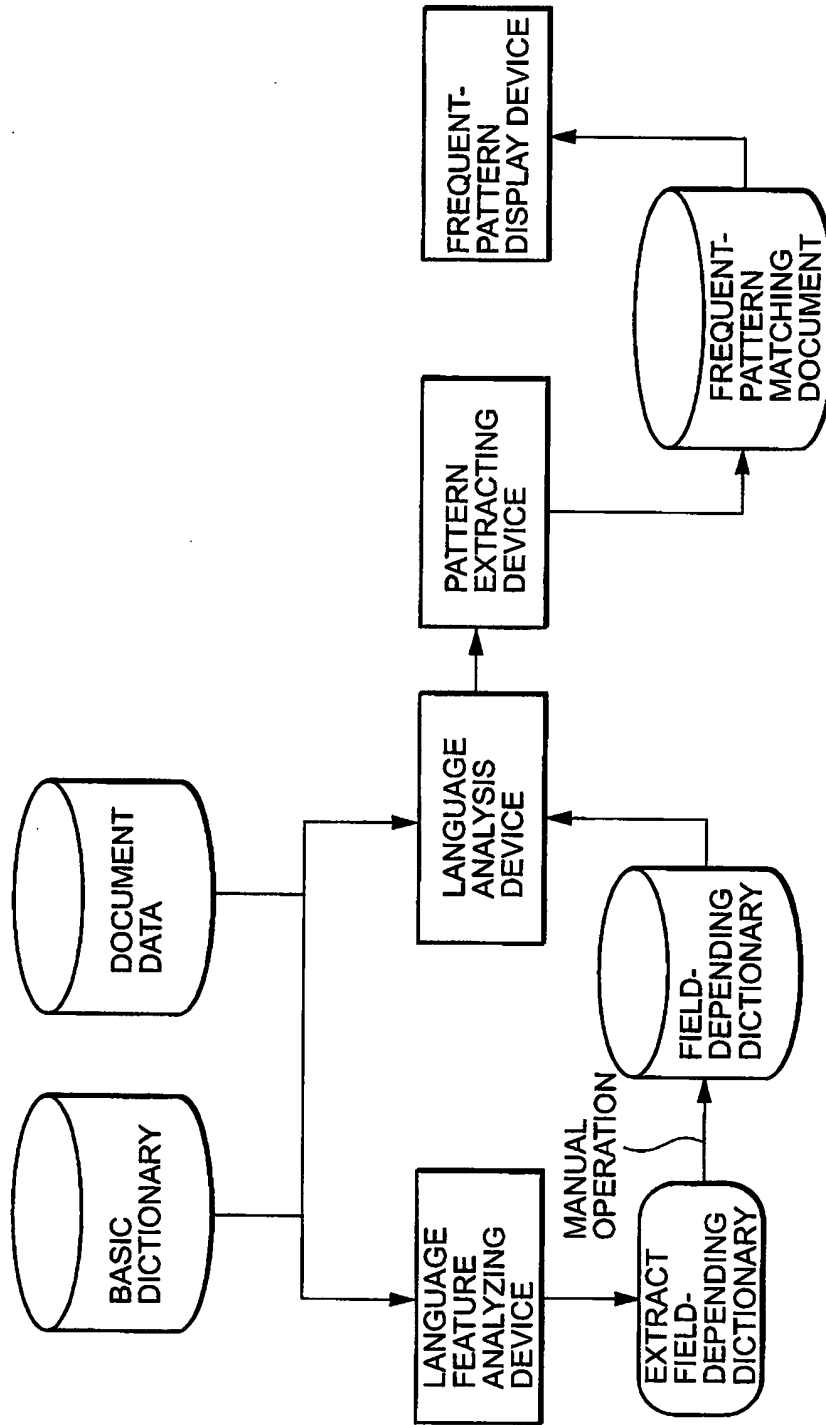 BASIC
DICTIONARY
DOCUMENT
DATA
LANGUAGE
FEATURE
ANALYZING
DEVICE
LANGUAGE
ANALYSIS
DEVICE
PATTERN
EXTRACTING
DEVICE
FREQUENT-
PATTERN
DISPLAY DEVICE
EXTRACT
FIELD-
DEPENDING
DICTIONARY
MANUAL
OPERATION
FIELD-
DEPENDING
DICTIONARY
FREQUENT-
PATTERN
MATCHING
DOCUMENT